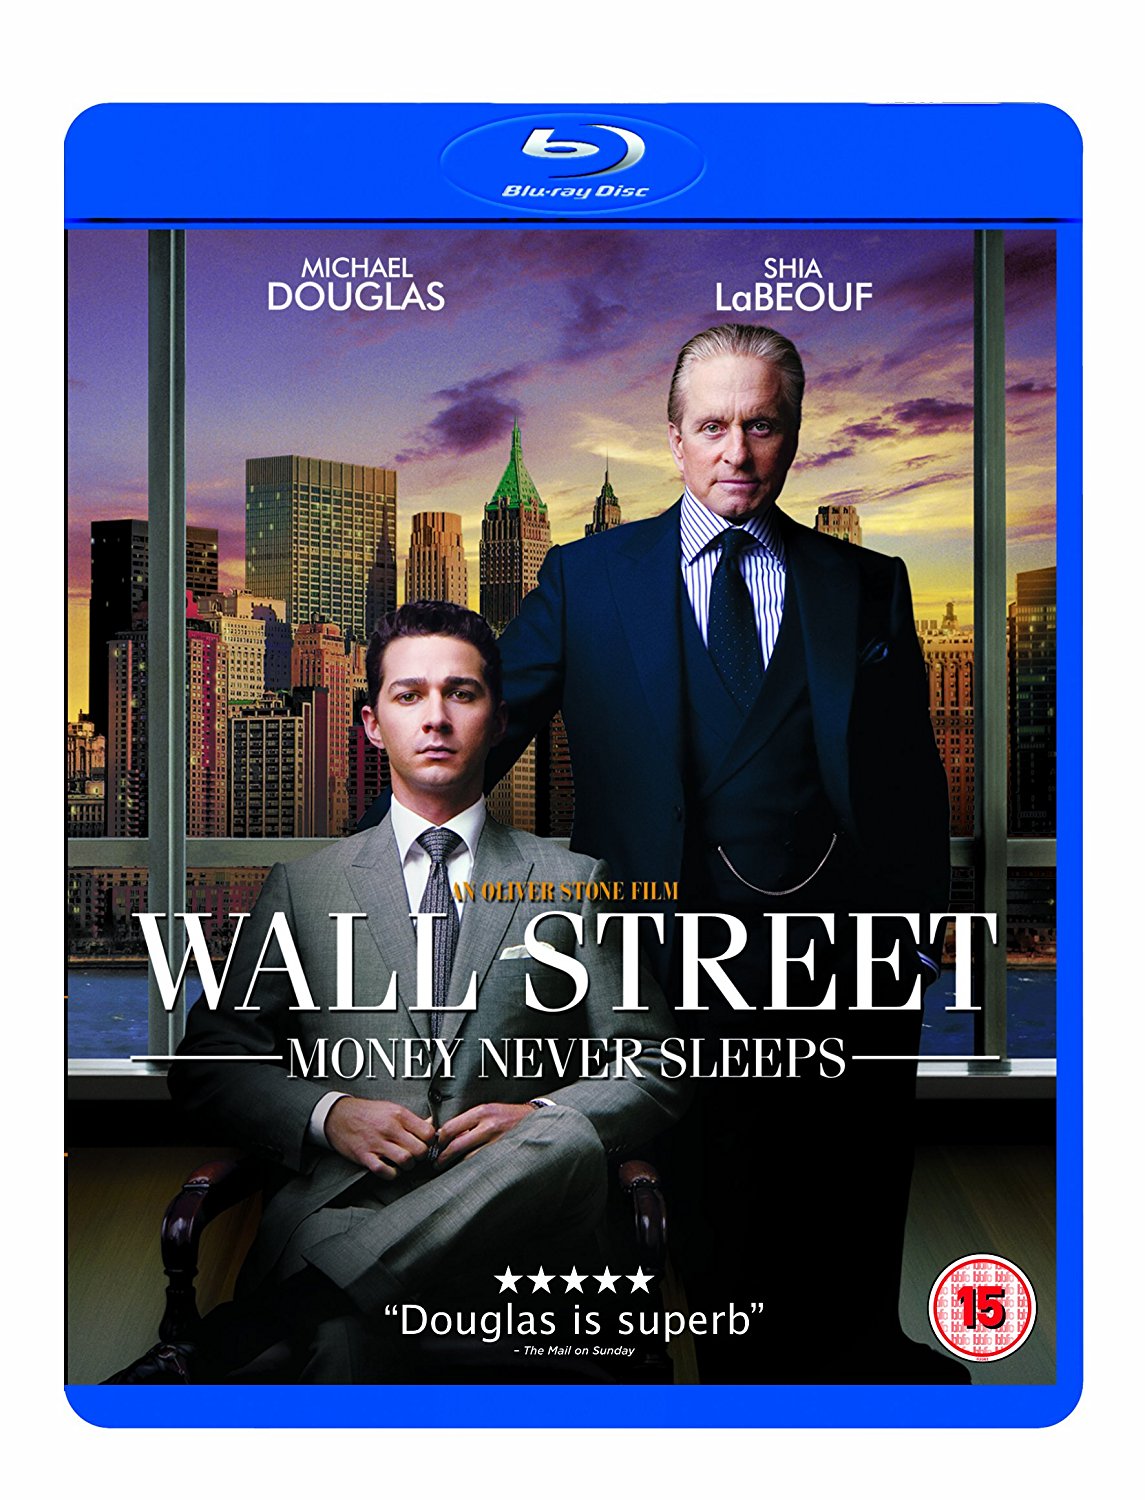 Blu-ray Disc
MICHAEL
DOUGLAS
SHIA
LaBEOUF
AN OLIVER STONE FILM
WALL STREET
MONEY NEVER SLEEPS
★★★★★
“Douglas is superb”
– The Mail on Sunday
15